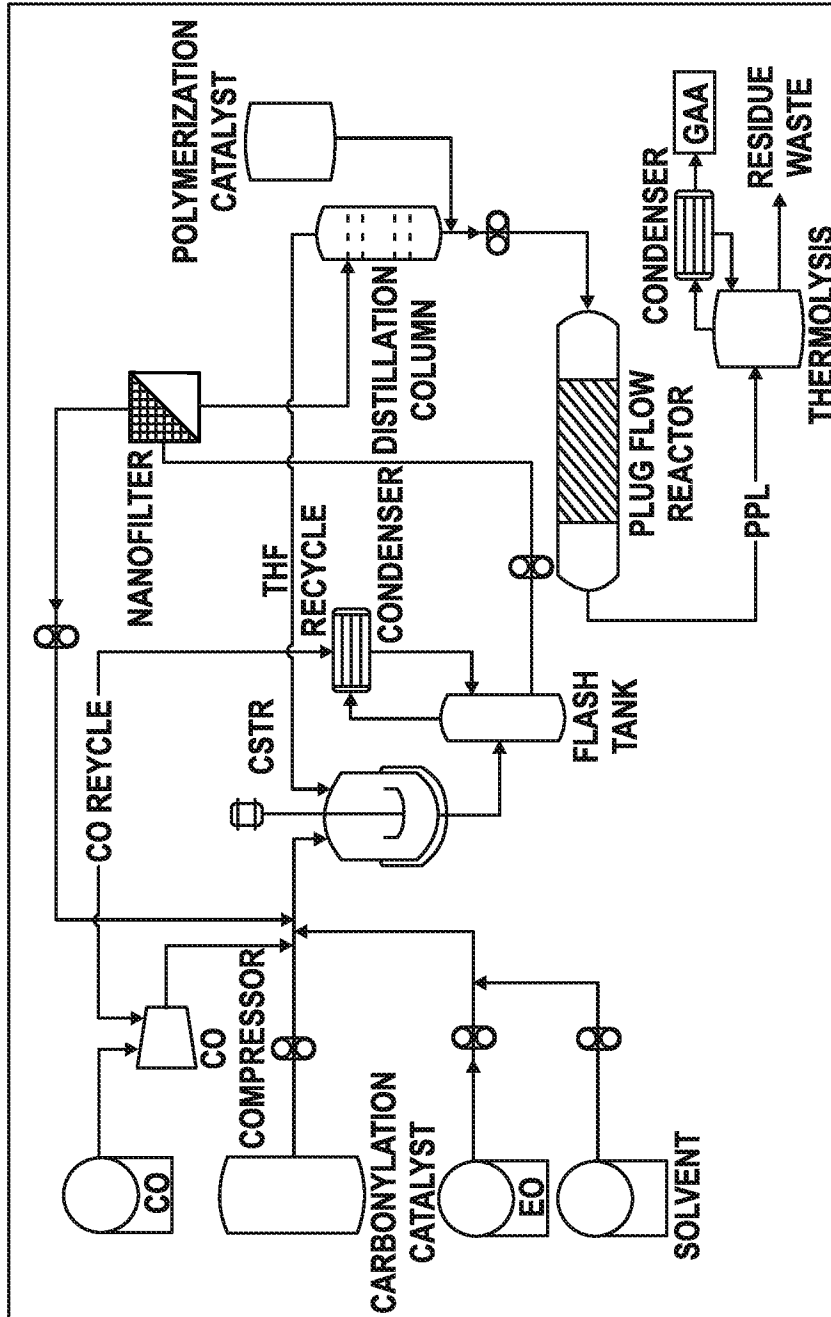 CO
CO REYCLE
CO
COMPRESSOR
CARBONYLATION
CATALYST
EO
SOLVENT
CSTR
THF
RECYCLE
CONDENSER
FLASH
TANK
NANOFILTER
DISTILLATION
COLUMN
POLYMERIZATION
CATALYST
PLUG FLOW
REACTOR
PPL
CONDENSER
GAA
RESIDUE
WASTE
THERMOLYSIS